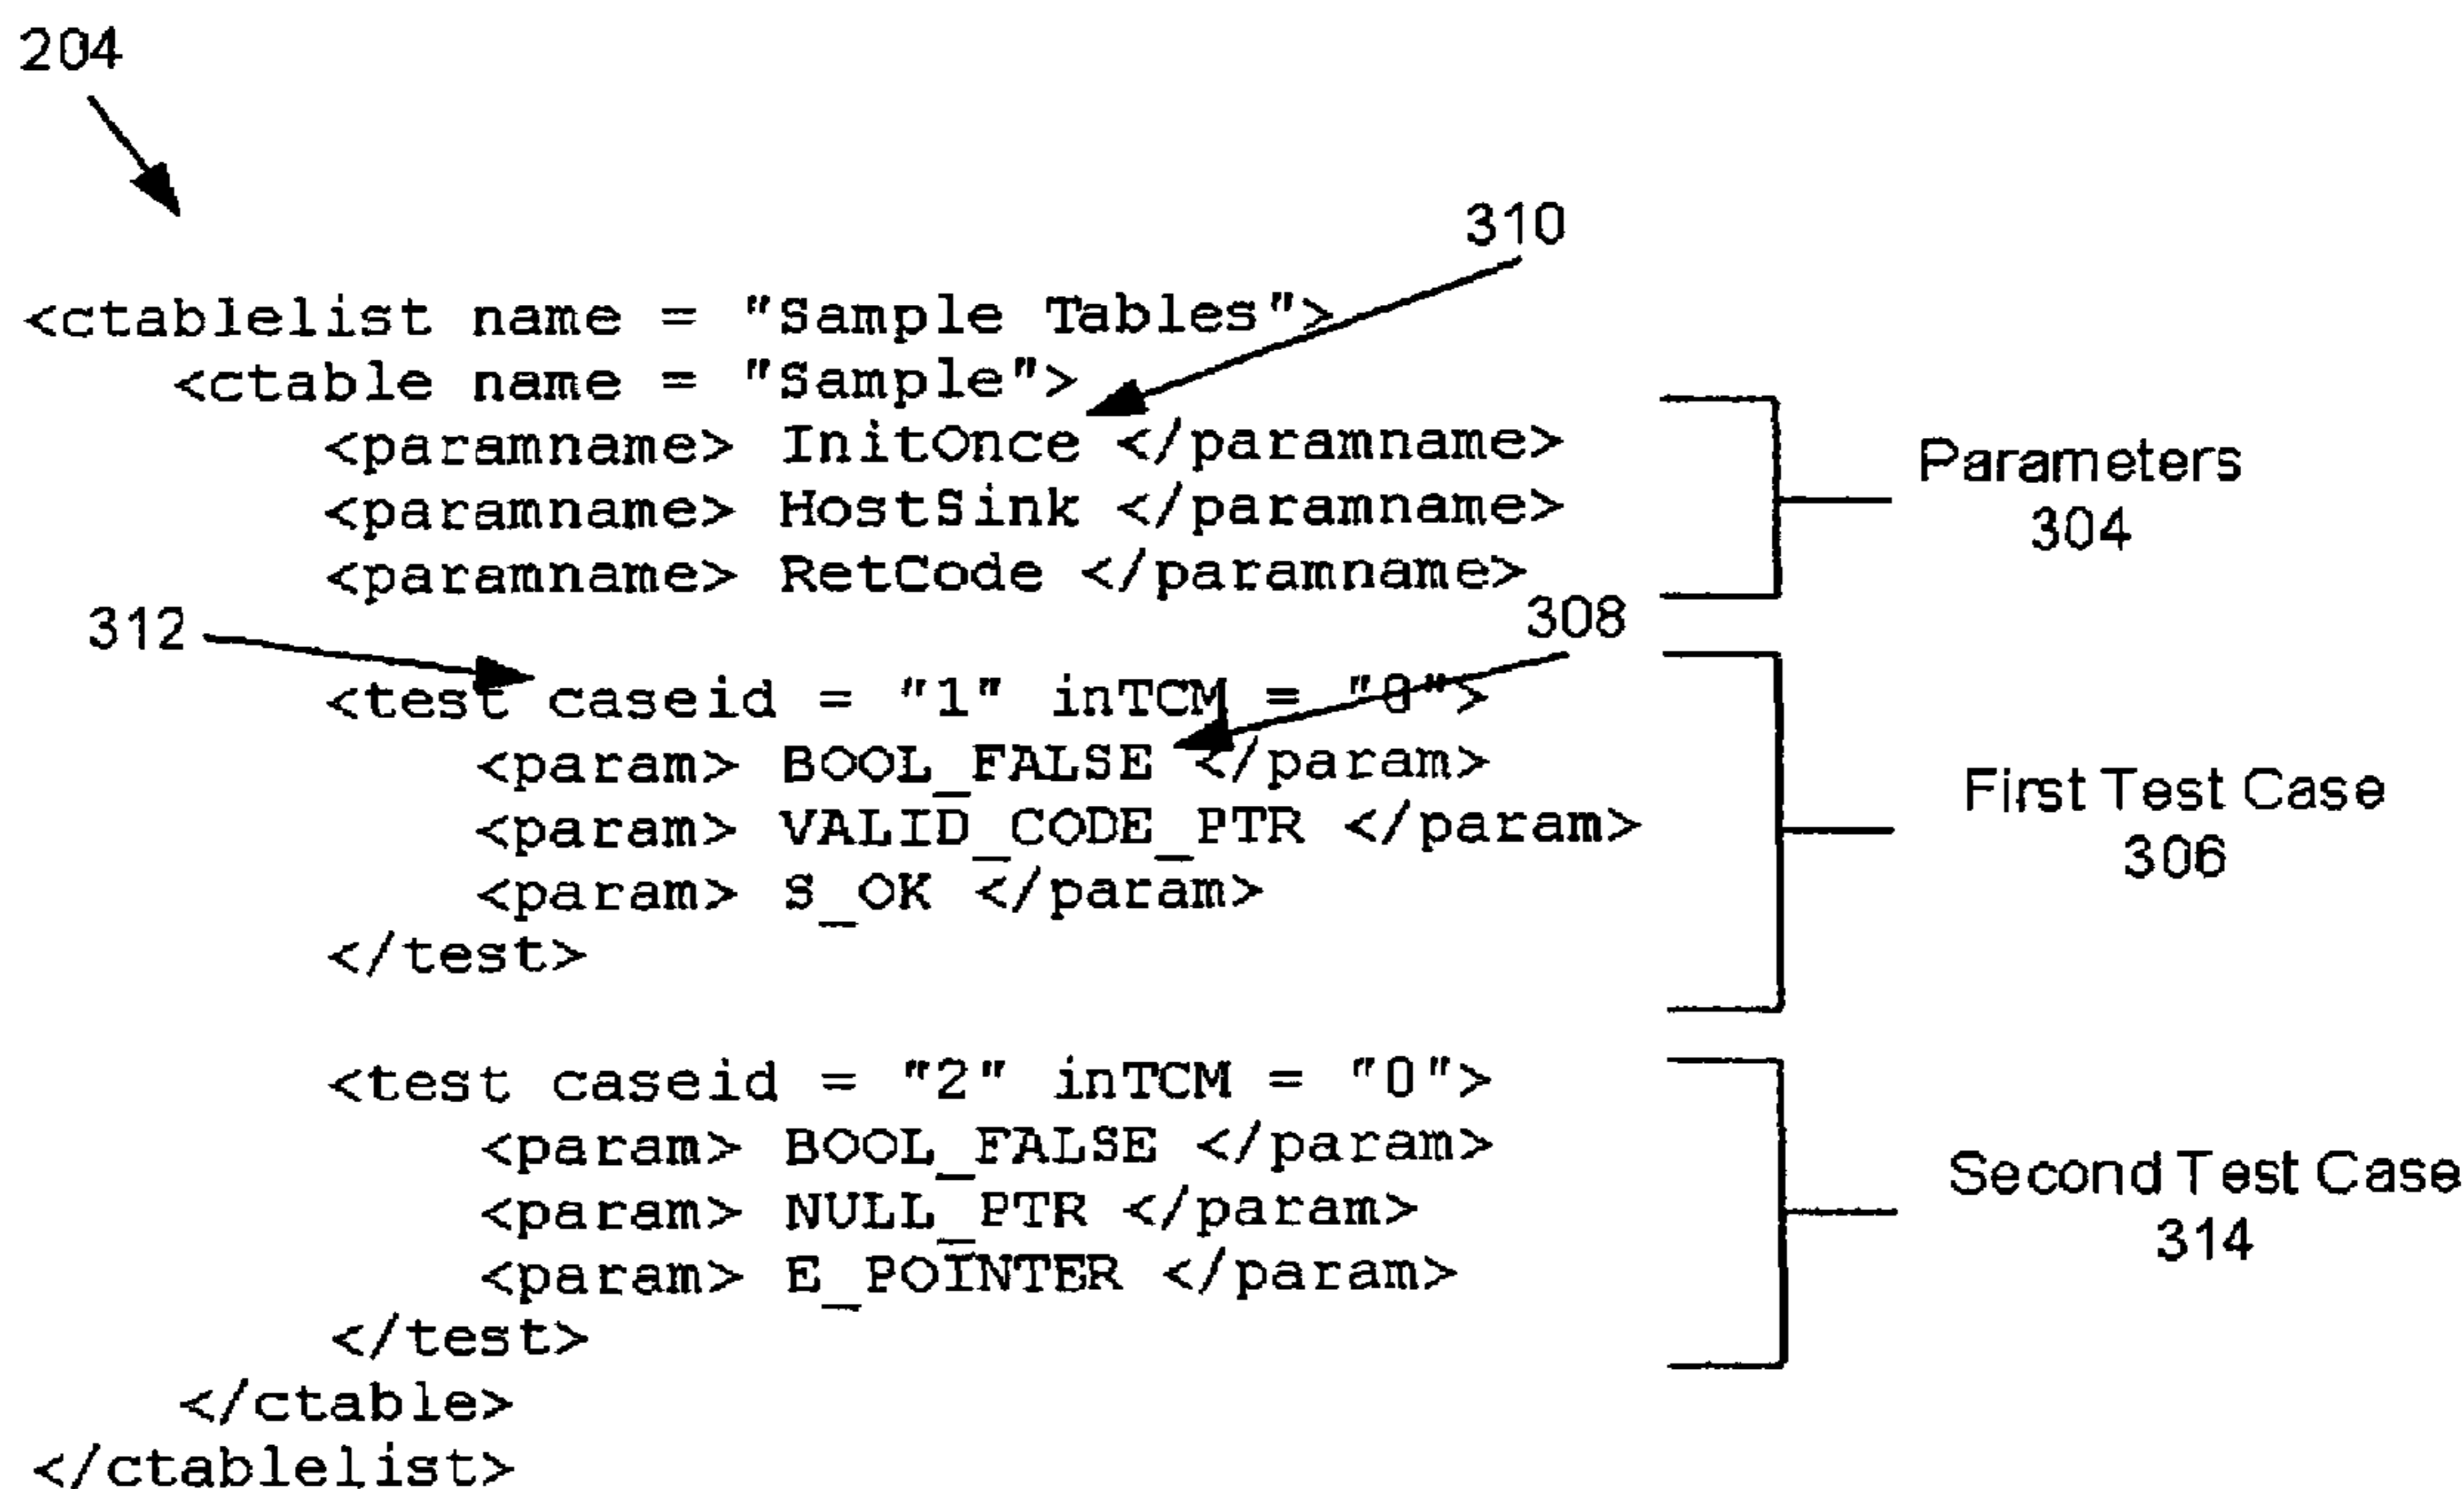 204
310
<ctablelist name = "Sample Tables">
<ctable name = "Sample">
<paramname> InitOnce </paramname>
<paramname> HostSink </paramname>
<paramname> RetCode </paramname>
Parameters
304
312
308
<test caseid = "1" inTCM = "0">
<param> BOOL_FALSE </param>
<param> VALID_CODE_PTR </param>
<param> S_OK </param>
</test>
First Test Case
306
<test caseid = "2" inTCM = "0">
<param> BOOL_FALSE </param>
<param> NULL_PTR </param>
<param> E_POINTER </param>
</test>
Second Test Case
314
</ctable>
</ctablelist>